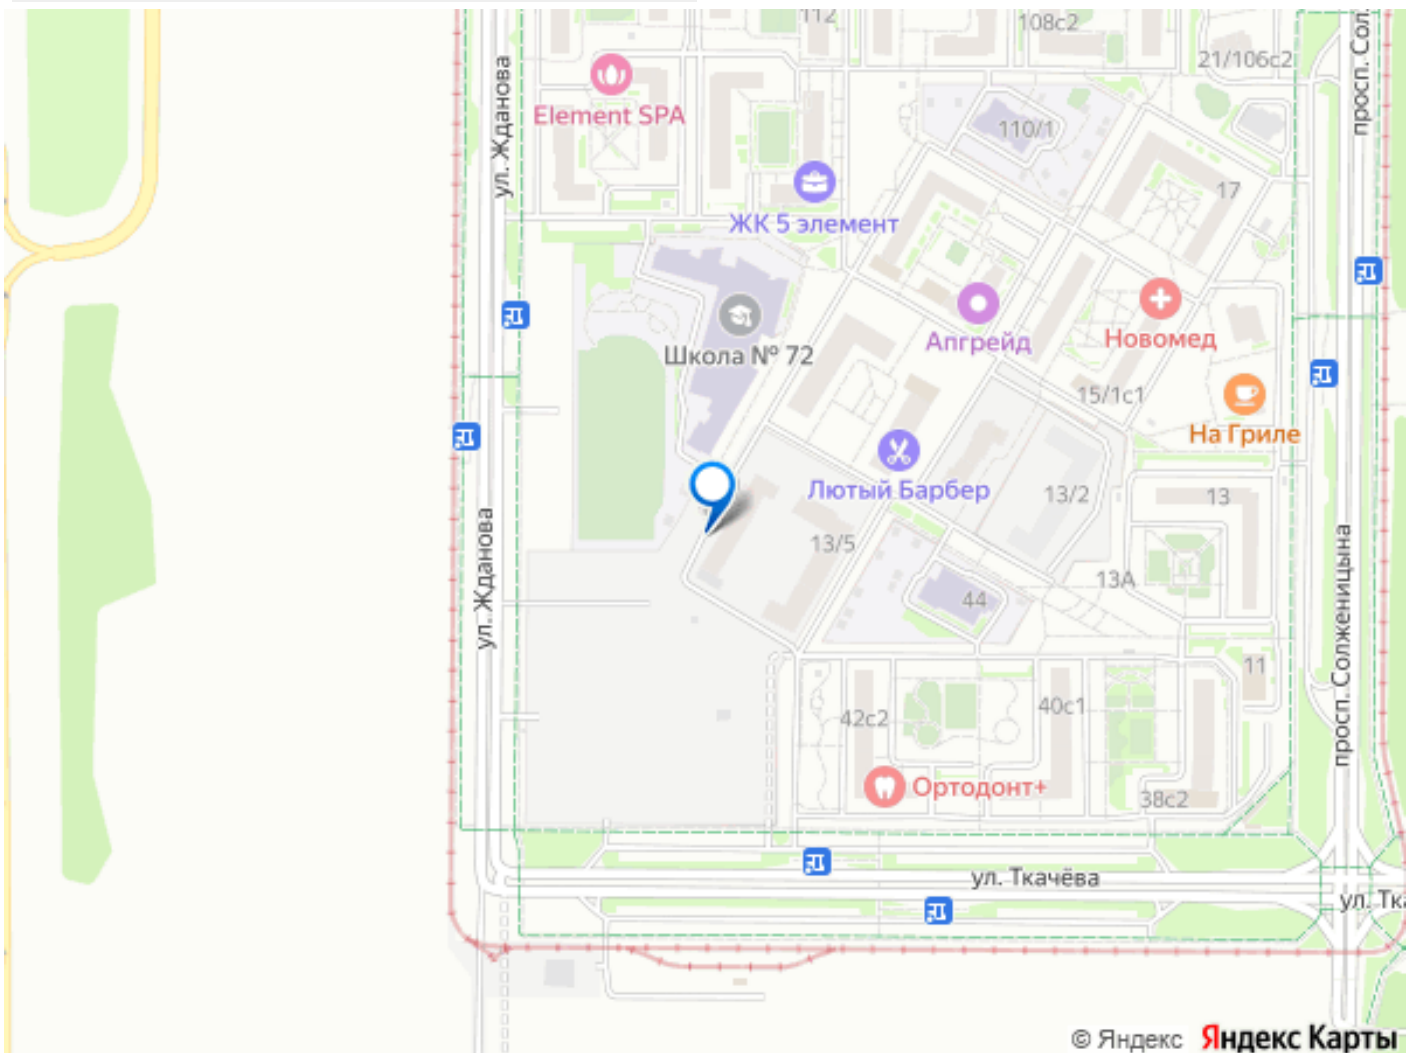 112
108с2
21/106с2
просп. Сол.
ул. Жданова
Element SPA
110/1
17
ЖК 5 элемент
Школа № 72
Апгрейд
Новомед
15/1с1
На Гриле
Лютый Барбер
13/2
13
13/5
13А
44
ул. Жданова
просп. Солженицына
11
42с2
40с1
Ортодонт+
38с2
ул. Ткачёва
ул. Тка
© Яндекс Яндекс Карты